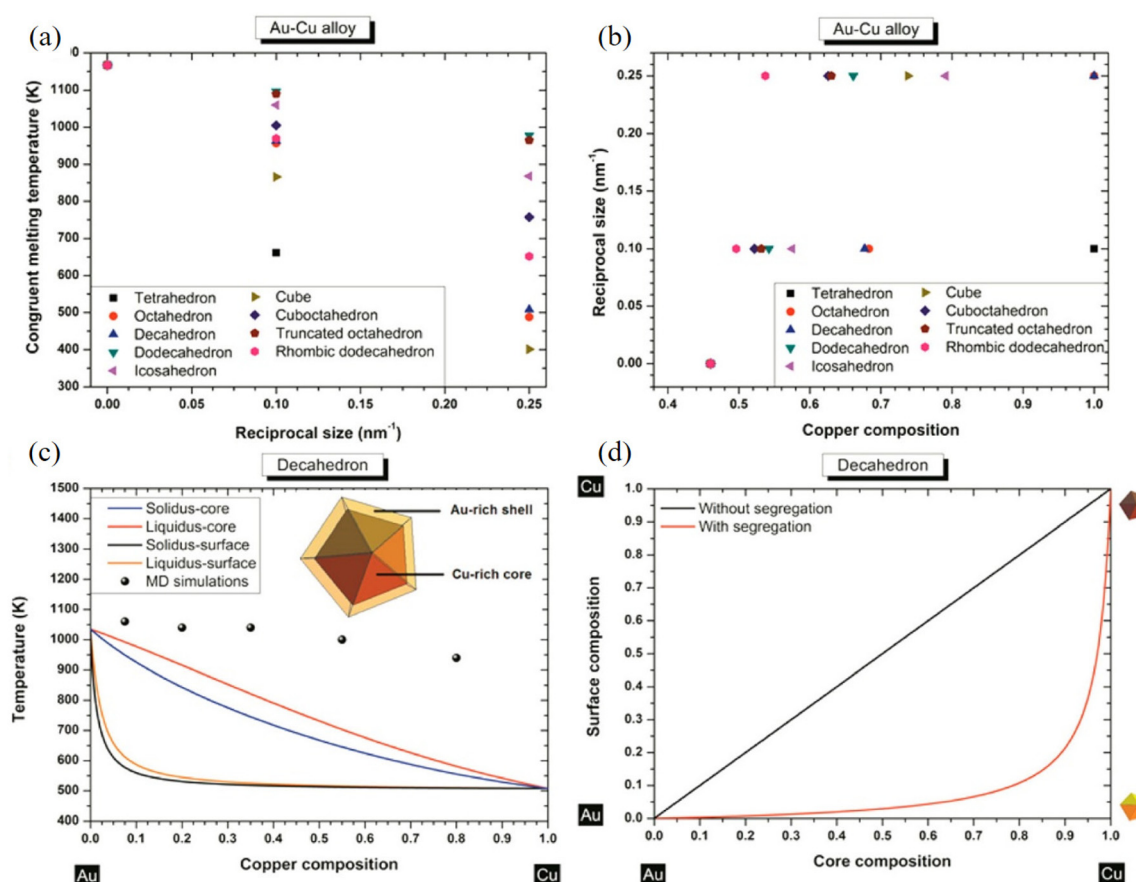 (a)
Au-Cu alloy
Congruent melting temperature (K)
1100
1000
900
800
700
600
500
400
300
Tetrahedron
Octahedron
Decahedron
Dodecahedron
Icosahedron
Cube
Cuboctahedron
Truncated octahedron
Rhombic dodecahedron
0.00
0.05
0.10
0.15
0.20
0.25
Reciprocal size (nm⁻¹)
(b)
Au-Cu alloy
Reciprocal size (nm⁻¹)
0.25
0.20
0.15
0.10
0.05
0.00
Tetrahedron
Octahedron
Decahedron
Dodecahedron
Icosahedron
Cube
Cuboctahedron
Truncated octahedron
Rhombic dodecahedron
0.4
0.5
0.6
0.7
0.8
0.9
1.0
Copper composition
(c)
Decahedron
Temperature (K)
1500
1400
1300
1200
1100
1000
900
800
700
600
500
400
Solidus-core
Liquidus-core
Solidus-surface
Liquidus-surface
MD simulations
Au-rich shell
Cu-rich core
0.0
0.1
0.2
0.3
0.4
0.5
0.6
0.7
0.8
0.9
1.0
Copper composition
Au
Cu
(d)
Decahedron
Cu
Surface composition
1.0
0.9
0.8
0.7
0.6
0.5
0.4
0.3
0.2
0.1
0.0
Without segregation
With segregation
Au
0.0
0.1
0.2
0.3
0.4
0.5
0.6
0.7
0.8
0.9
1.0
Core composition
Au
Cu